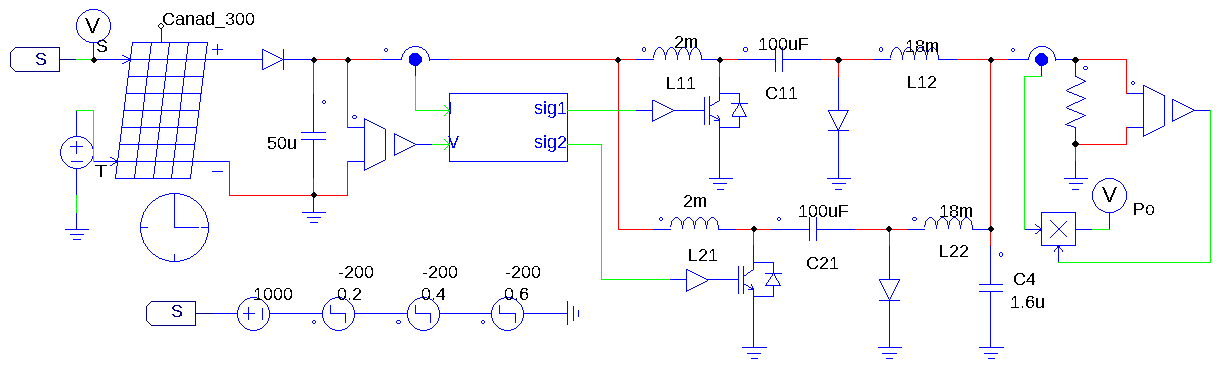 V
Canad_300
S
S
+
2m
100uF
18m
L11
C11
L12
50u
I
V
sig1
sig2
T
−
2m
100uF
18m
V
Po
L21
C21
L22
-200
-200
-200
1000
0.2
0.4
0.6
S
C4
1.6u